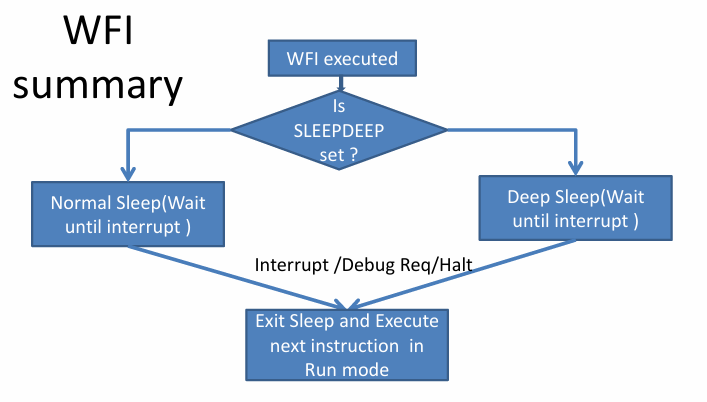 WFI
summary
WFI executed
Is
SLEEPDEEP
set ?
Normal Sleep(Wait
until interrupt )
Deep Sleep(Wait
until interrupt )
Interrupt /Debug Req/Halt
Exit Sleep and Execute
next instruction in
Run mode